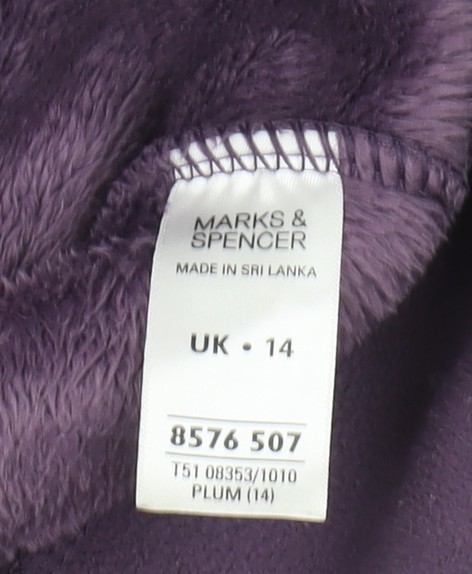 MARKS &
SPENCER
MADE IN SRI LANKA
UK • 14
8576 507
T51 08353/1010
PLUM (14)